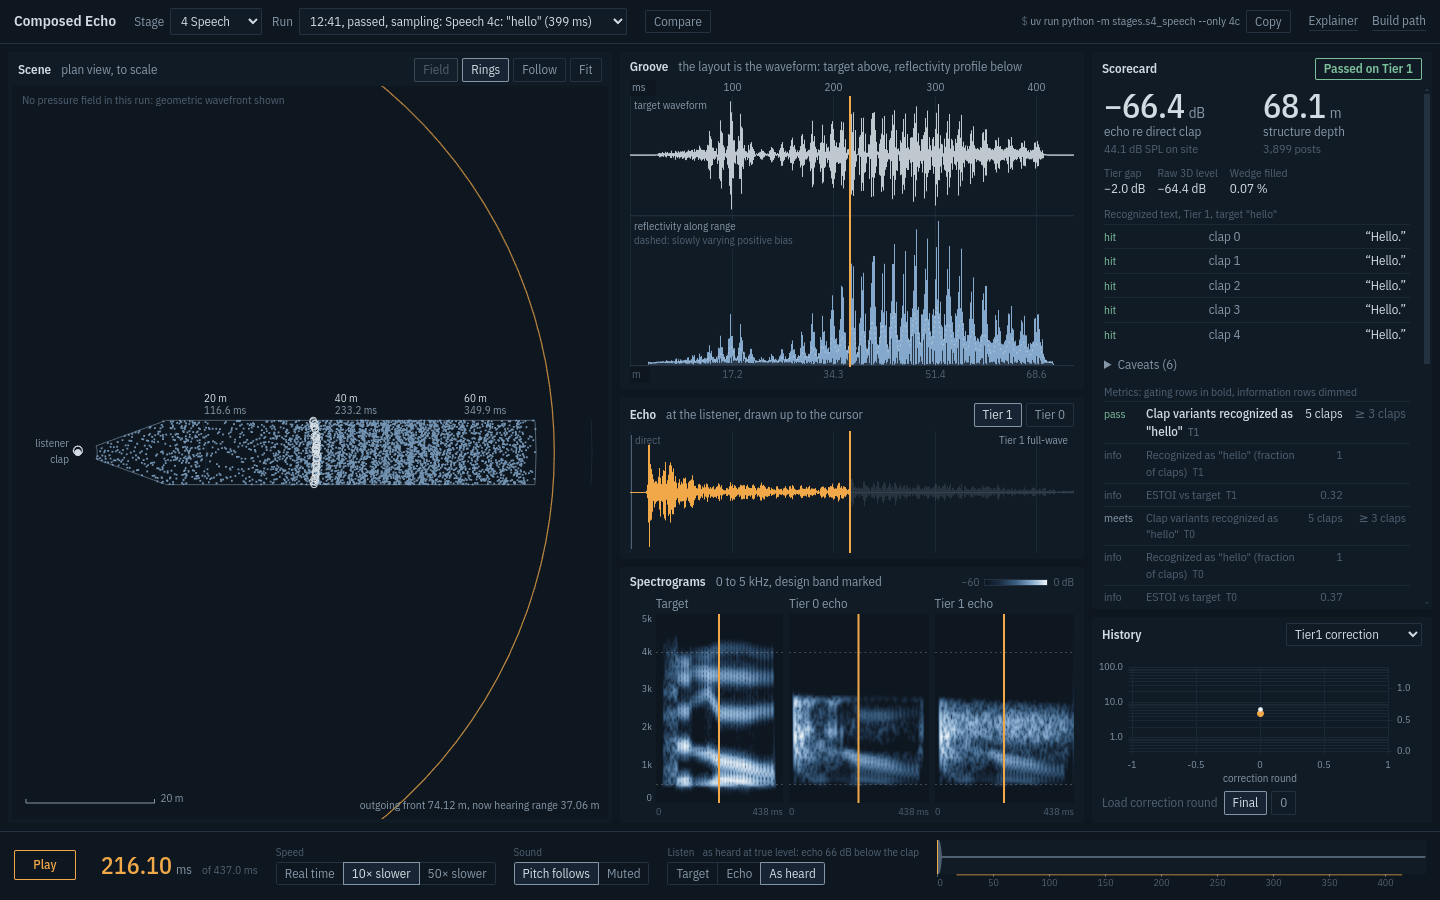 Composed Echo Stage 4 Speech Run 12:41, passed, sampling: Speech 4c: "hello" (399 ms) Compare $ uv run python -m stages.s4_speech --only 4c Copy Explainer Build path
Scene plan view, to scale Field Rings Follow Fit
No pressure field in this run: geometric wavefront shown
20 m 40 m 60 m
116.6 ms 233.2 ms 349.9 ms
listener
clap
20 m
outgoing front 74.12 m, now hearing range 37.06 m
Groove the layout is the waveform: target above, reflectivity profile below
ms 100 200 300 400
target waveform
reflectivity along range
dashed: slowly varying positive bias
m 17.2 34.3 51.4 68.6
Echo at the listener, drawn up to the cursor Tier 1 Tier 0
direct Tier 1 full-wave
Spectrograms 0 to 5 kHz, design band marked −60 0 dB
Target Tier 0 echo Tier 1 echo
5k
4k
3k
2k
1k
0
0 438 ms 0 438 ms 0 438 ms
Scorecard Passed on Tier 1
−66.4 dB 68.1 m
echo re direct clap structure depth
44.1 dB SPL on site 3,899 posts
Tier gap Raw 3D level Wedge filled
−2.0 dB −64.4 dB 0.07 %
Recognized text, Tier 1, target "hello"
hit clap 0 “Hello.”
hit clap 1 “Hello.”
hit clap 2 “Hello.”
hit clap 3 “Hello.”
hit clap 4 “Hello.”
Caveats (6)
Metrics: gating rows in bold, information rows dimmed
pass Clap variants recognized as 5 claps ≥ 3 claps
"hello" T1
info Recognized as "hello" (fraction 1
of claps) T1
info ESTOI vs target T1 0.32
meets Clap variants recognized as 5 claps ≥ 3 claps
"hello" T0
info Recognized as "hello" (fraction 1
of claps) T0
info ESTOI vs target T0 0.37
History Tier1 correction
100.0
10.0
1.0
1.0
0.5
0.0
-1 -0.5 0 0.5 1
correction round
Load correction round Final 0
Play 216.10 ms of 437.0 ms
Speed
Real time 10× slower 50× slower
Sound
Pitch follows Muted
Listen as heard at true level: echo 66 dB below the clap
Target Echo As heard
0 50 100 150 200 250 300 350 400